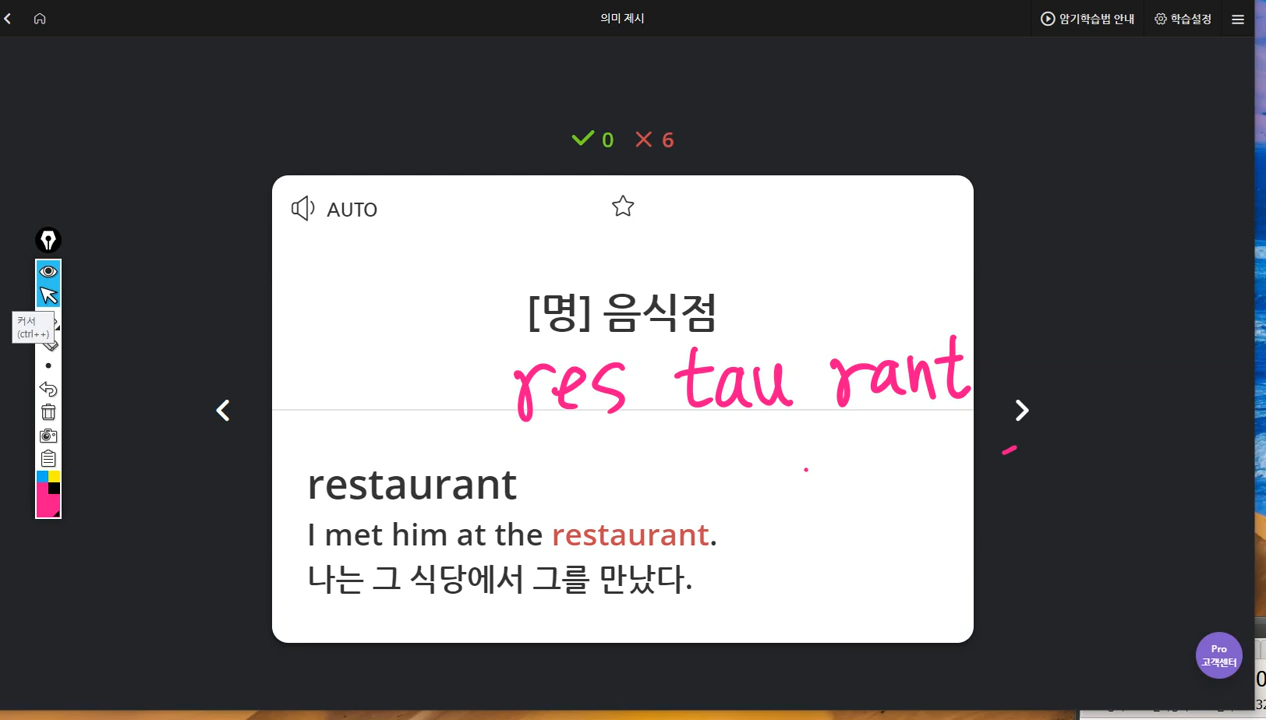 의미 제시
암기학습법 안내
학습설정
0 6
AUTO
[명] 음식점
res tau rant
restaurant
I met him at the restaurant.
나는 그 식당에서 그를 만났다.
커서
(ctrl++)
Pro
고객센터